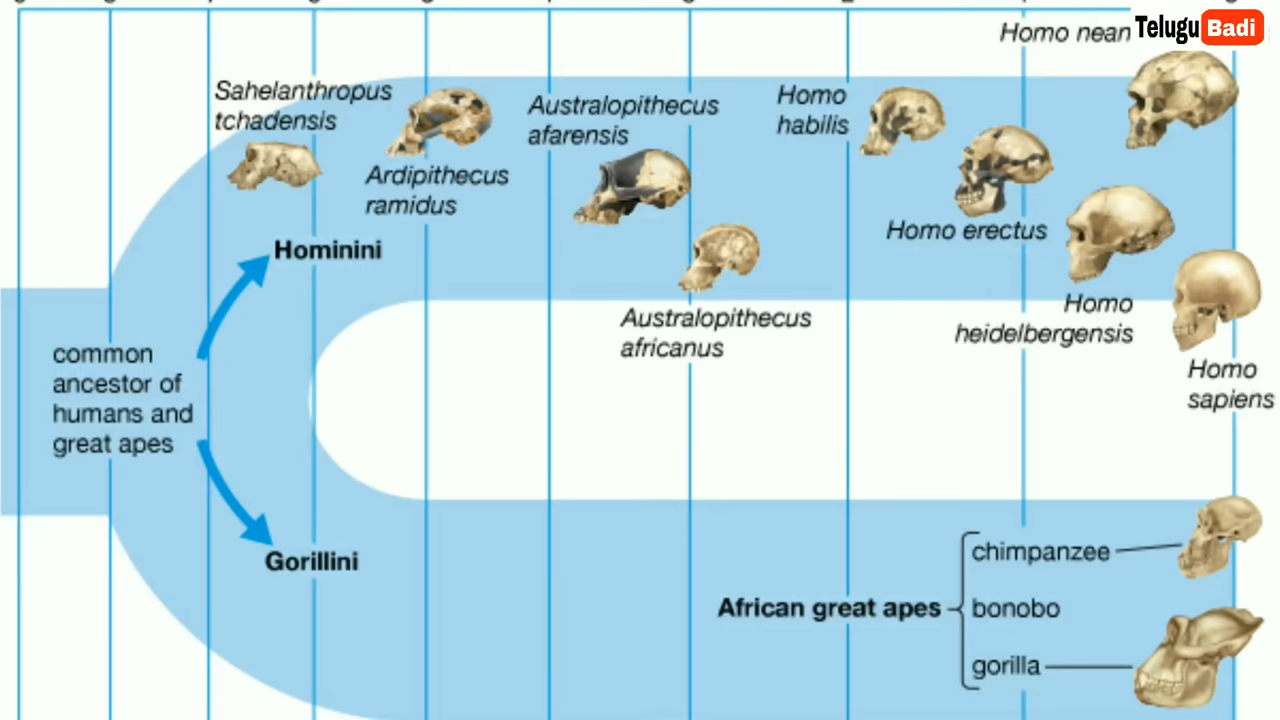 Telugu Badi
Homo nean
Sahelanthropus
tchadensis
Ardipithecus
ramidus
Australopithecus
afarensis
Homo
habilis
Homo erectus
Australopithecus
africanus
Homo
heidelbergensis
Homo
sapiens
Hominini
common
ancestor of
humans and
great apes
Gorillini
African great apes
chimpanzee
bonobo
gorilla